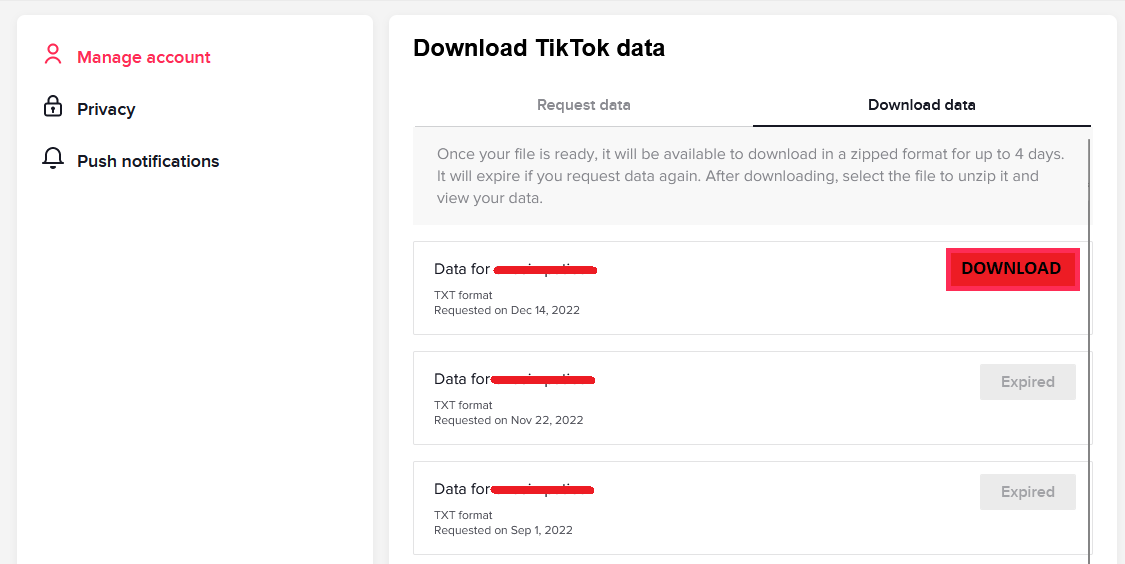 Manage account
Privacy
Push notifications
Download TikTok data
Request data
Download data
Once your file is ready, it will be available to download in a zipped format for up to 4 days.
It will expire if you request data again. After downloading, select the file to unzip it and
view your data.
Data for
DOWNLOAD
TXT format
Requested on Dec 14, 2022
Data for
Expired
TXT format
Requested on Nov 22, 2022
Data for
Expired
TXT format
Requested on Sep 1, 2022